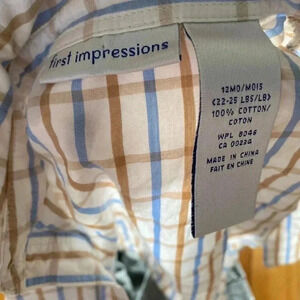 first impressions
12MO/MOIS
(22-25 LBS/LB)
100% COTTON/
COTON
WPL 8046
CA 00232
MADE IN CHINA
FAIT EN CHINE